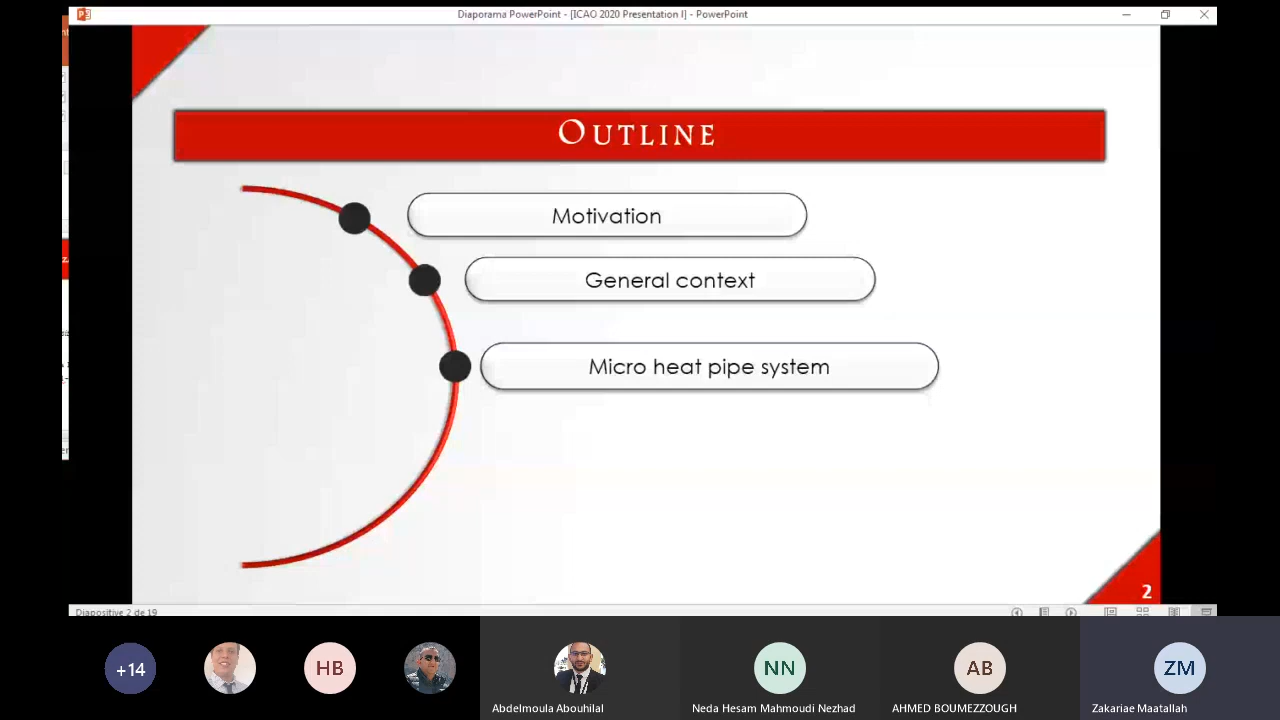 Diaporama PowerPoint - [ICAO 2020 Presentation I] - PowerPoint
OUTLINE
Motivation
General context
Micro heat pipe system
2
Diapositive 2 de 19
+14
HB
NN
AB
ZM
Abdelmoula Abouhilal
Neda Hesam Mahmoudi Nezhad
AHMED BOUMEZZOUGH
Zakariae Maatallah